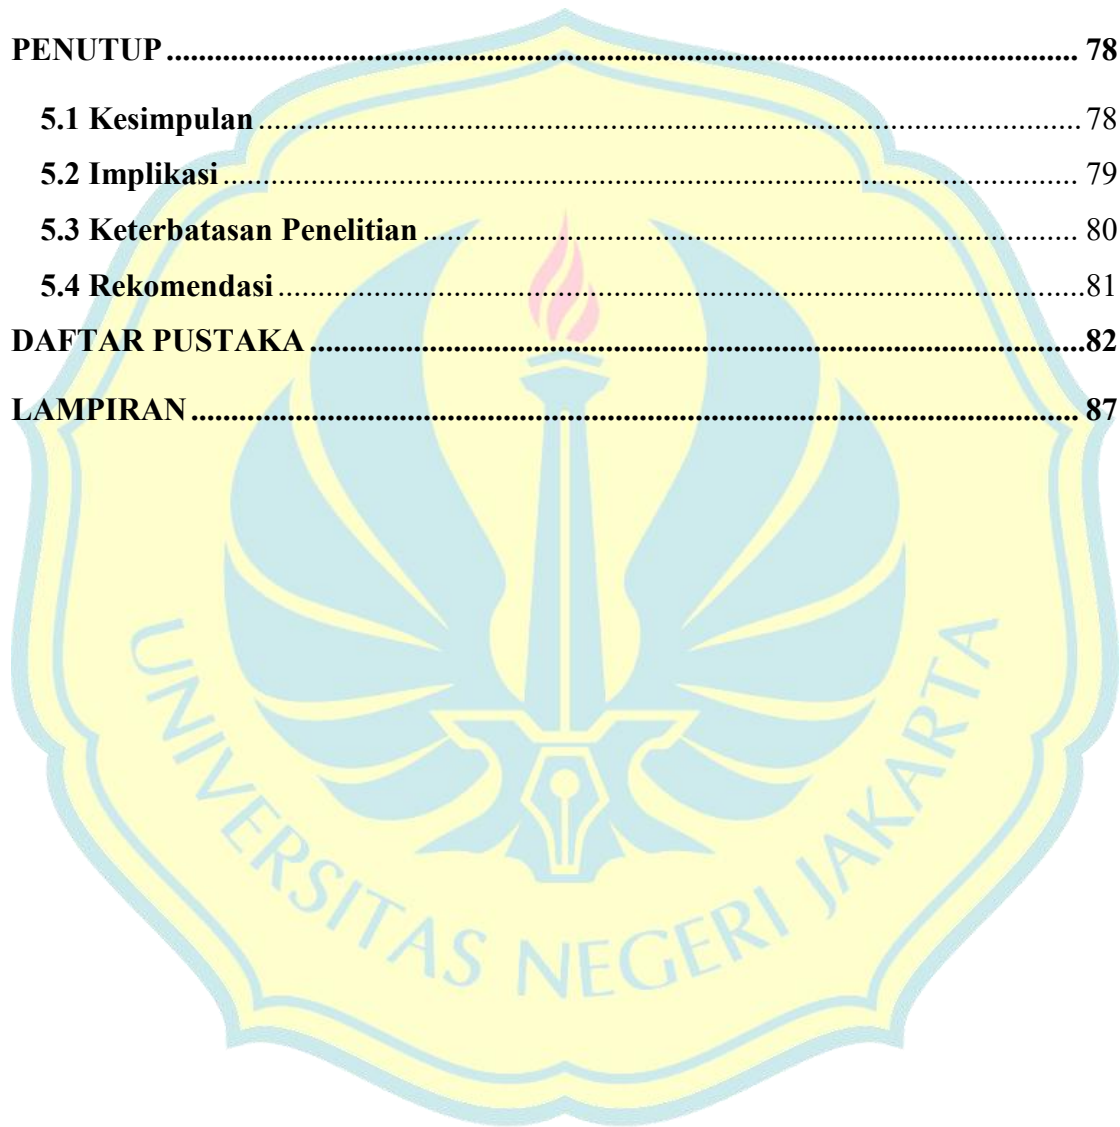 PENUTUP .............................................................................................................. 78
5.1 Kesimpulan .................................................................................................... 78
5.2 Implikasi ........................................................................................................ 79
5.3 Keterbatasan Penelitian ................................................................................ 80
5.4 Rekomendasi ..................................................................................................81
DAFTAR PUSTAKA ..............................................................................................82
LAMPIRAN ........................................................................................................... 87
UNIVERSITAS NEGERI JAKARTA